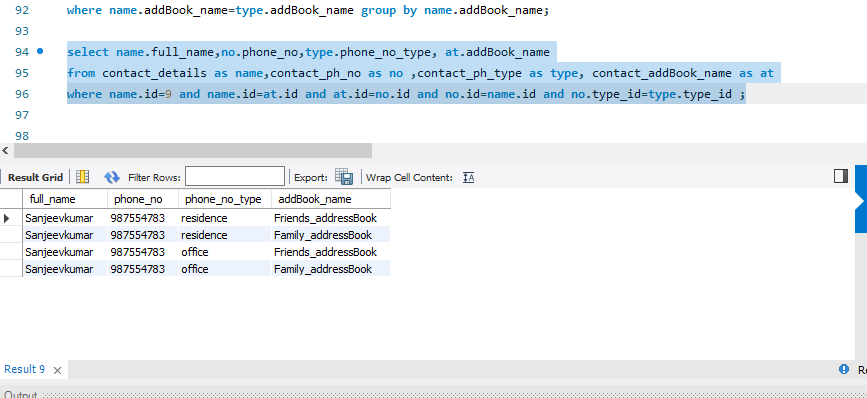 92 where name.addBook_name=type.addBook_name group by name.addBook_name;
93
94 select name.full_name,no.phone_no,type.phone_no_type, at.addBook_name
95 from contact_details as name,contact_ph_no as no ,contact_ph_type as type, contact_addBook_name as at
96 where name.id=9 and name.id=at.id and at.id=no.id and no.id=name.id and no.type_id=type.type_id ;
97
98
Result Grid Filter Rows: Export: Wrap Cell Content:
full_name phone_no phone_no_type addBook_name
Sanjeevkumar 987554783 residence Friends_addressBook
Sanjeevkumar 987554783 residence Family_addressBook
Sanjeevkumar 987554783 office Friends_addressBook
Sanjeevkumar 987554783 office Family_addressBook
Result 9 x Re
Output